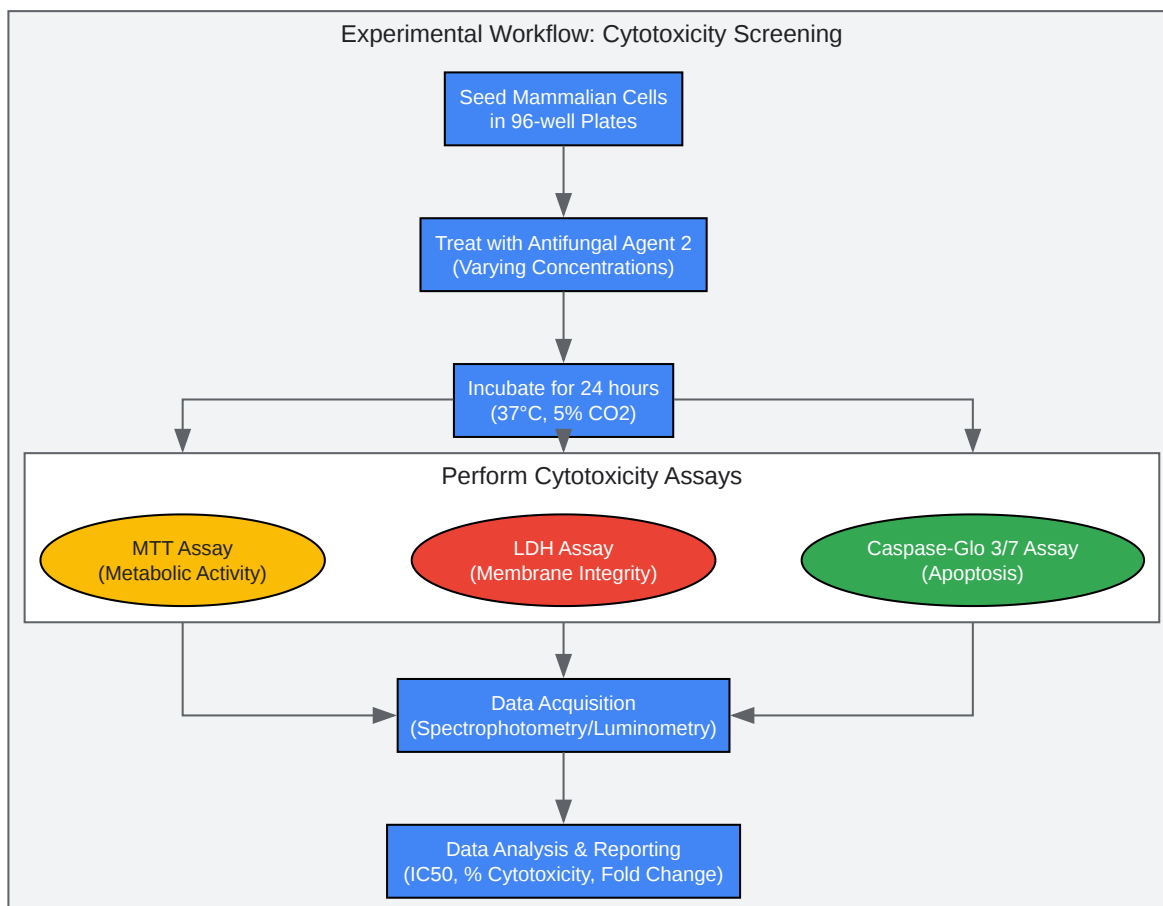 Experimental Workflow: Cytotoxicity Screening
Seed Mammalian Cells
in 96-well Plates
Treat with Antifungal Agent 2
(Varying Concentrations)
Incubate for 24 hours
(37°C, 5% CO2)
Perform Cytotoxicity Assays
MTT Assay
(Metabolic Activity)
LDH Assay
(Membrane Integrity)
Caspase-Glo 3/7 Assay
(Apoptosis)
Data Acquisition
(Spectrophotometry/Luminometry)
Data Analysis & Reporting
(IC50, % Cytotoxicity, Fold Change)